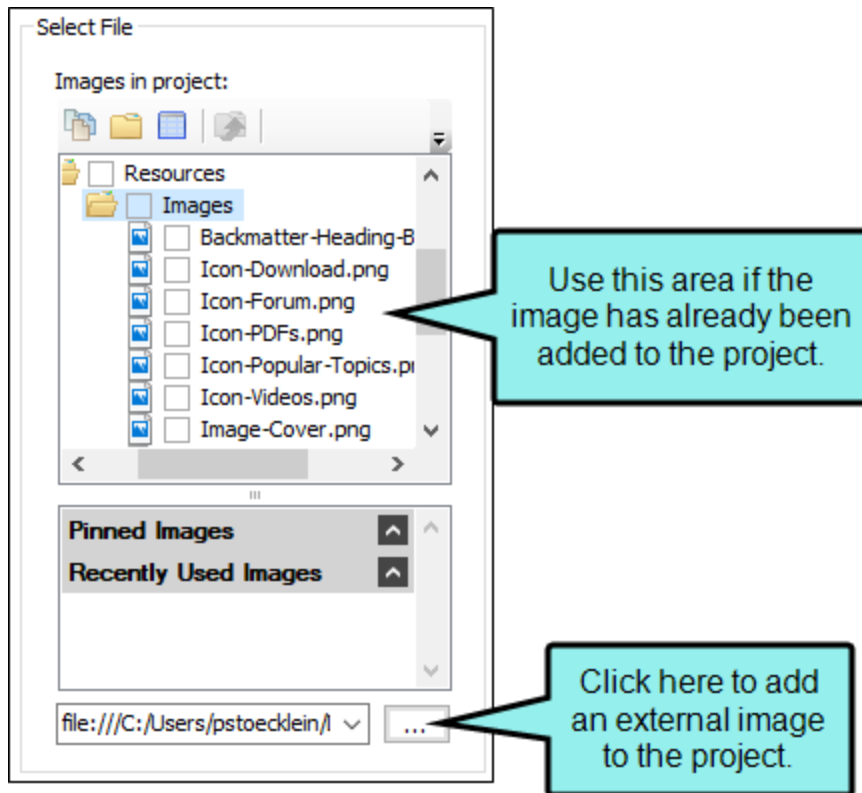 Select File
Images in project:
Resources
Images
Backmatter-Heading-B
Icon-Download.png
Icon-Forum.png
Icon-PDFs.png
Icon-Popular-Topics.p
Icon-Videos.png
Image-Cover.png
Use this area if the
image has already been
added to the project.
Pinned Images
Recently Used Images
file:///C:/Users/pstoecklein/
...
Click here to add
an external image
to the project.